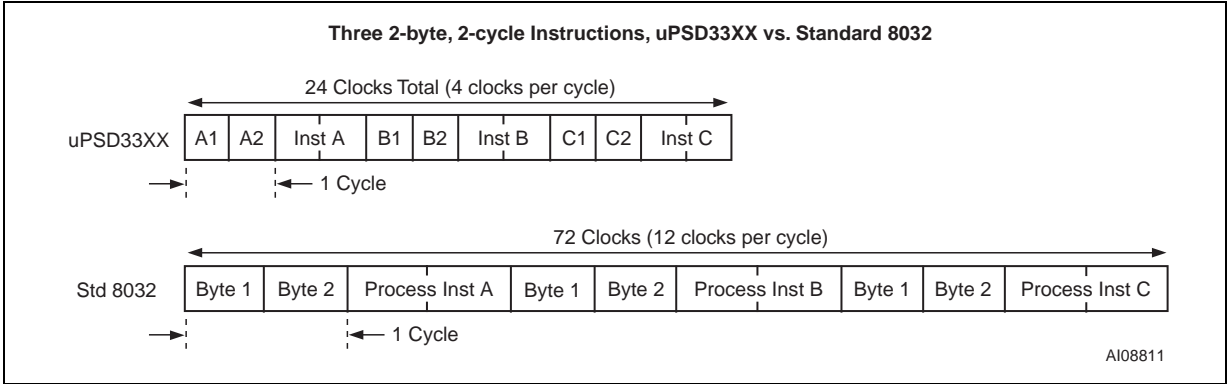 Three 2-byte, 2-cycle Instructions, uPSD33XX vs. Standard 8032
24 Clocks Total (4 clocks per cycle)
uPSD33XX A1 A2 Inst A B1 B2 Inst B C1 C2 Inst C
1 Cycle
72 Clocks (12 clocks per cycle)
Std 8032 Byte 1 Byte 2 Process Inst A Byte 1 Byte 2 Process Inst B Byte 1 Byte 2 Process Inst C
1 Cycle
AI08811